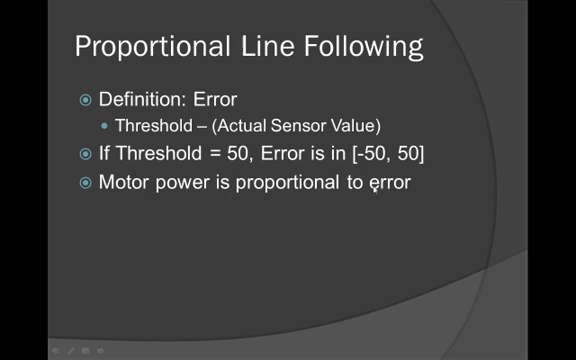 Proportional Line Following
Definition: Error
Threshold – (Actual Sensor Value)
If Threshold = 50, Error is in [-50, 50]
Motor power is proportional to error